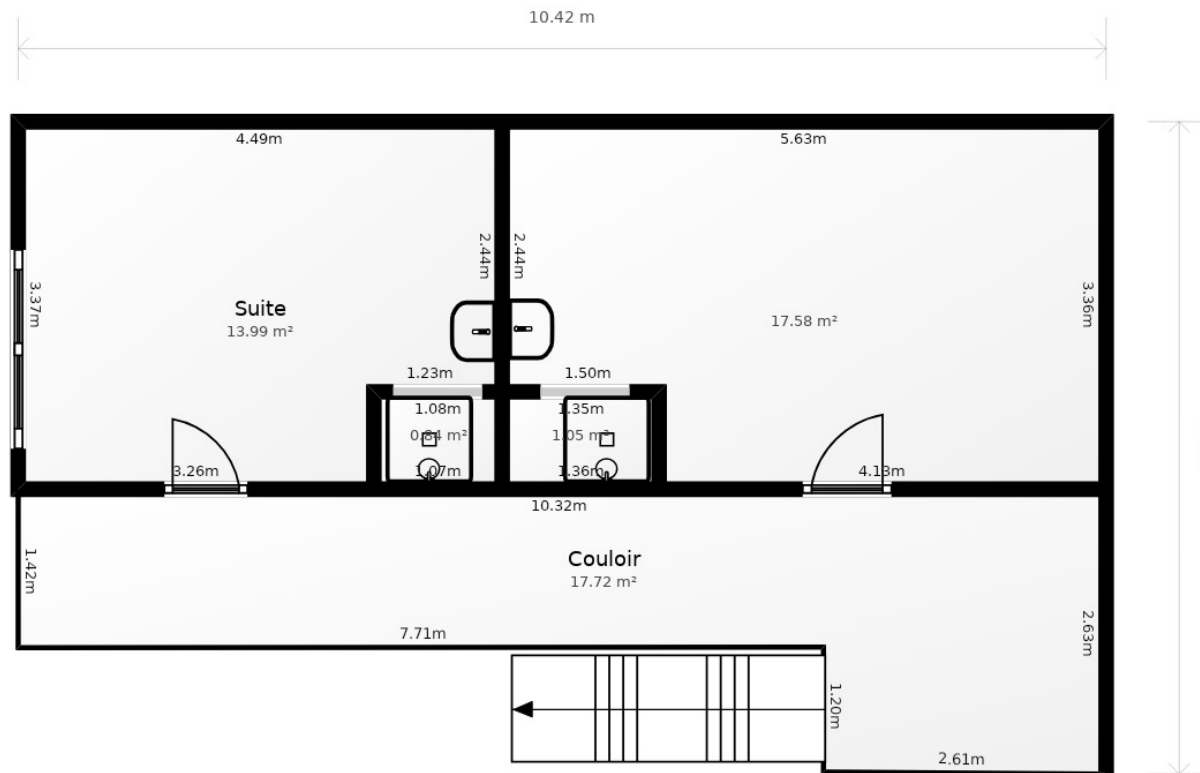 10.42 m
4.49m
5.63m
2.44m
2.44m
3.37m
Suite
13.99 m²
17.58 m²
3.36m
1.23m
1.50m
1.08m
1.35m
0.84 m²
1.05 m²
3.26m
1.07m
1.36m
4.13m
10.32m
Couloir
17.72 m²
1.42m
7.71m
2.63m
1.20m
2.61m